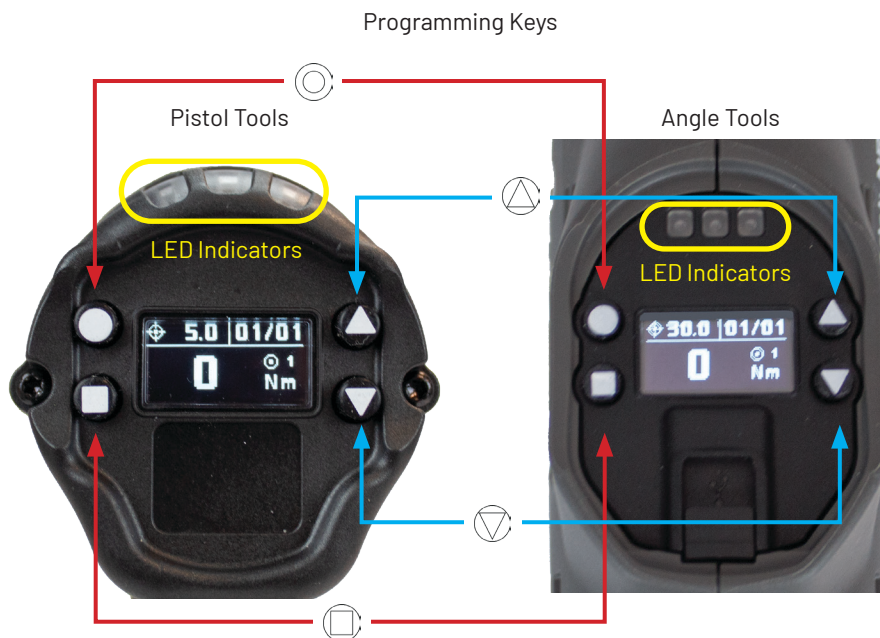 Programming Keys
Pistol Tools
Angle Tools
LED Indicators
LED Indicators
5.0 01/01
0 1
Nm
30.0 01/01
0 1
Nm